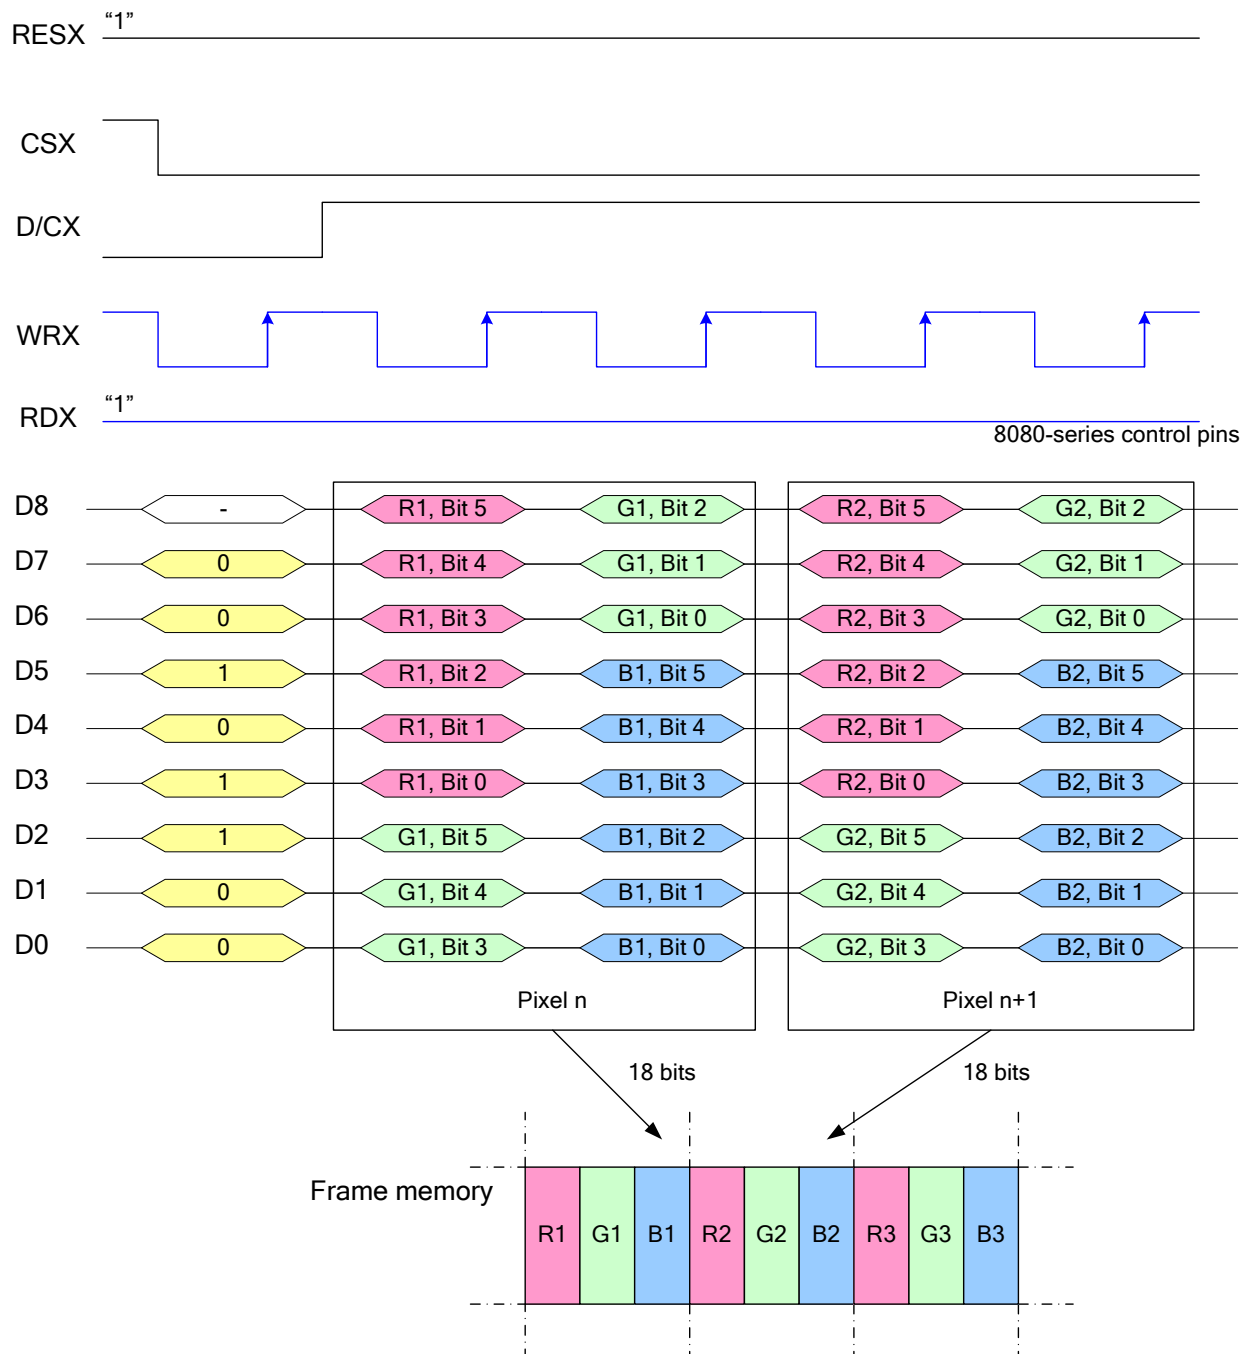 RESX “1”
CSX
D/CX
WRX
RDX “1”
8080-series control pins
D8 - R1, Bit 5 G1, Bit 2 R2, Bit 5 G2, Bit 2
D7 0 R1, Bit 4 G1, Bit 1 R2, Bit 4 G2, Bit 1
D6 0 R1, Bit 3 G1, Bit 0 R2, Bit 3 G2, Bit 0
D5 1 R1, Bit 2 B1, Bit 5 R2, Bit 2 B2, Bit 5
D4 0 R1, Bit 1 B1, Bit 4 R2, Bit 1 B2, Bit 4
D3 1 R1, Bit 0 B1, Bit 3 R2, Bit 0 B2, Bit 3
D2 1 G1, Bit 5 B1, Bit 2 G2, Bit 5 B2, Bit 2
D1 0 G1, Bit 4 B1, Bit 1 G2, Bit 4 B2, Bit 1
D0 0 G1, Bit 3 B1, Bit 0 G2, Bit 3 B2, Bit 0
Pixel n Pixel n+1
18 bits 18 bits
Frame memory
R1 G1 B1 R2 G2 B2 R3 G3 B3